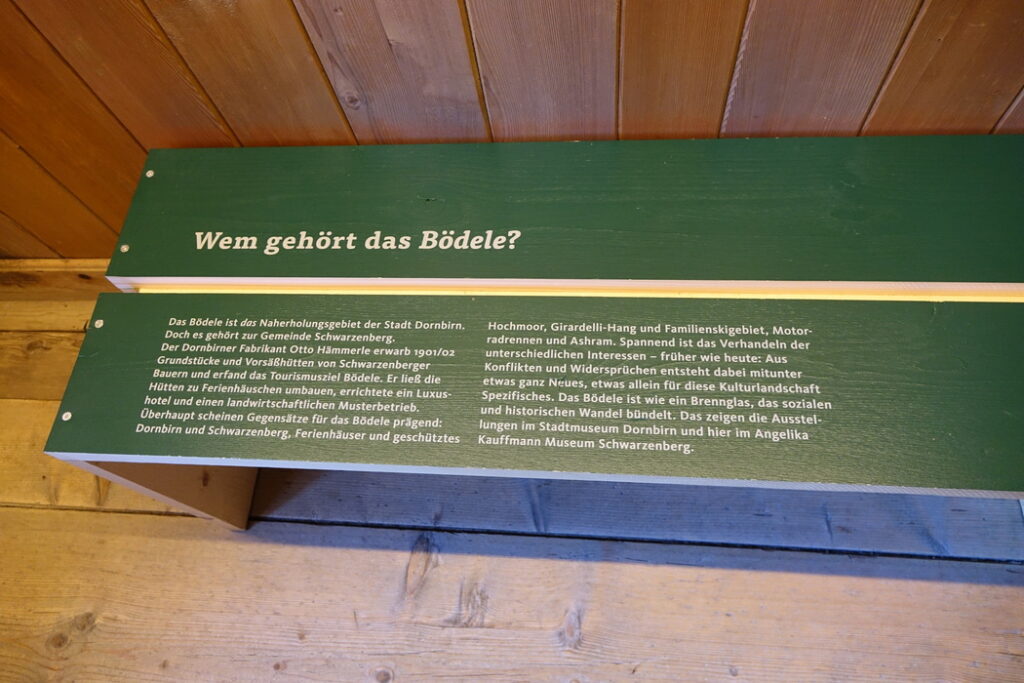 Wem gehört das Bödele?
Das Bödele ist das Naherholungsgebiet der Stadt Dornbirn.
Doch es gehört zur Gemeinde Schwarzenberg.
Der Dornbirner Fabrikant Otto Hämmerle erwarb 1901/02
Grundstücke und Vorsäßhütten von Schwarzenberger
Bauern und erfand das Tourismusziel Bödele. Er ließ die
Hütten zu Ferienhäuschen umbauen, errichtete ein Luxus-
hotel und einen landwirtschaftlichen Musterbetrieb.
Überhaupt scheinen Gegensätze für das Bödele prägend:
Dornbirn und Schwarzenberg, Ferienhäuser und geschütztes
Hochmoor, Girardelli-Hang und Familienskigebiet, Motor-
radrennen und Ashram. Spannend ist das Verhandeln der
unterschiedlichen Interessen – früher wie heute: Aus
Konflikten und Widersprüchen entsteht dabei mitunter
etwas ganz Neues, etwas allein für diese Kulturlandschaft
Spezifisches. Das Bödele ist wie ein Brennglas, das sozialen
und historischen Wandel bündelt. Das zeigen die Ausstel-
lungen im Stadtmuseum Dornbirn und hier im Angelika
Kauffmann Museum Schwarzenberg.